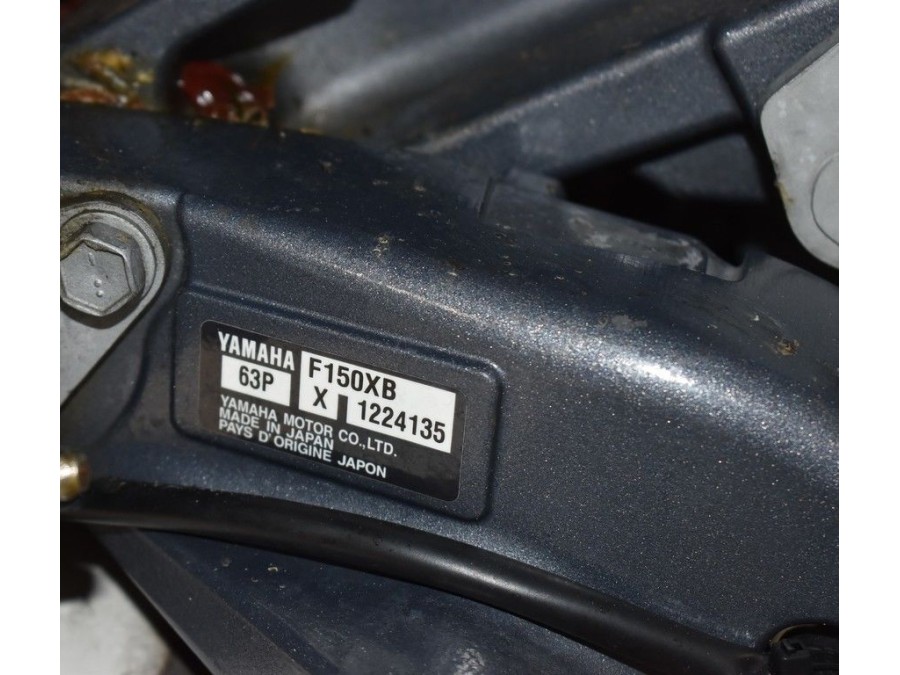 YAMAHA F150XB
63P X 1224135
YAMAHA MOTOR CO.,LTD.
MADE IN JAPAN
PAYS D'ORIGINE JAPON